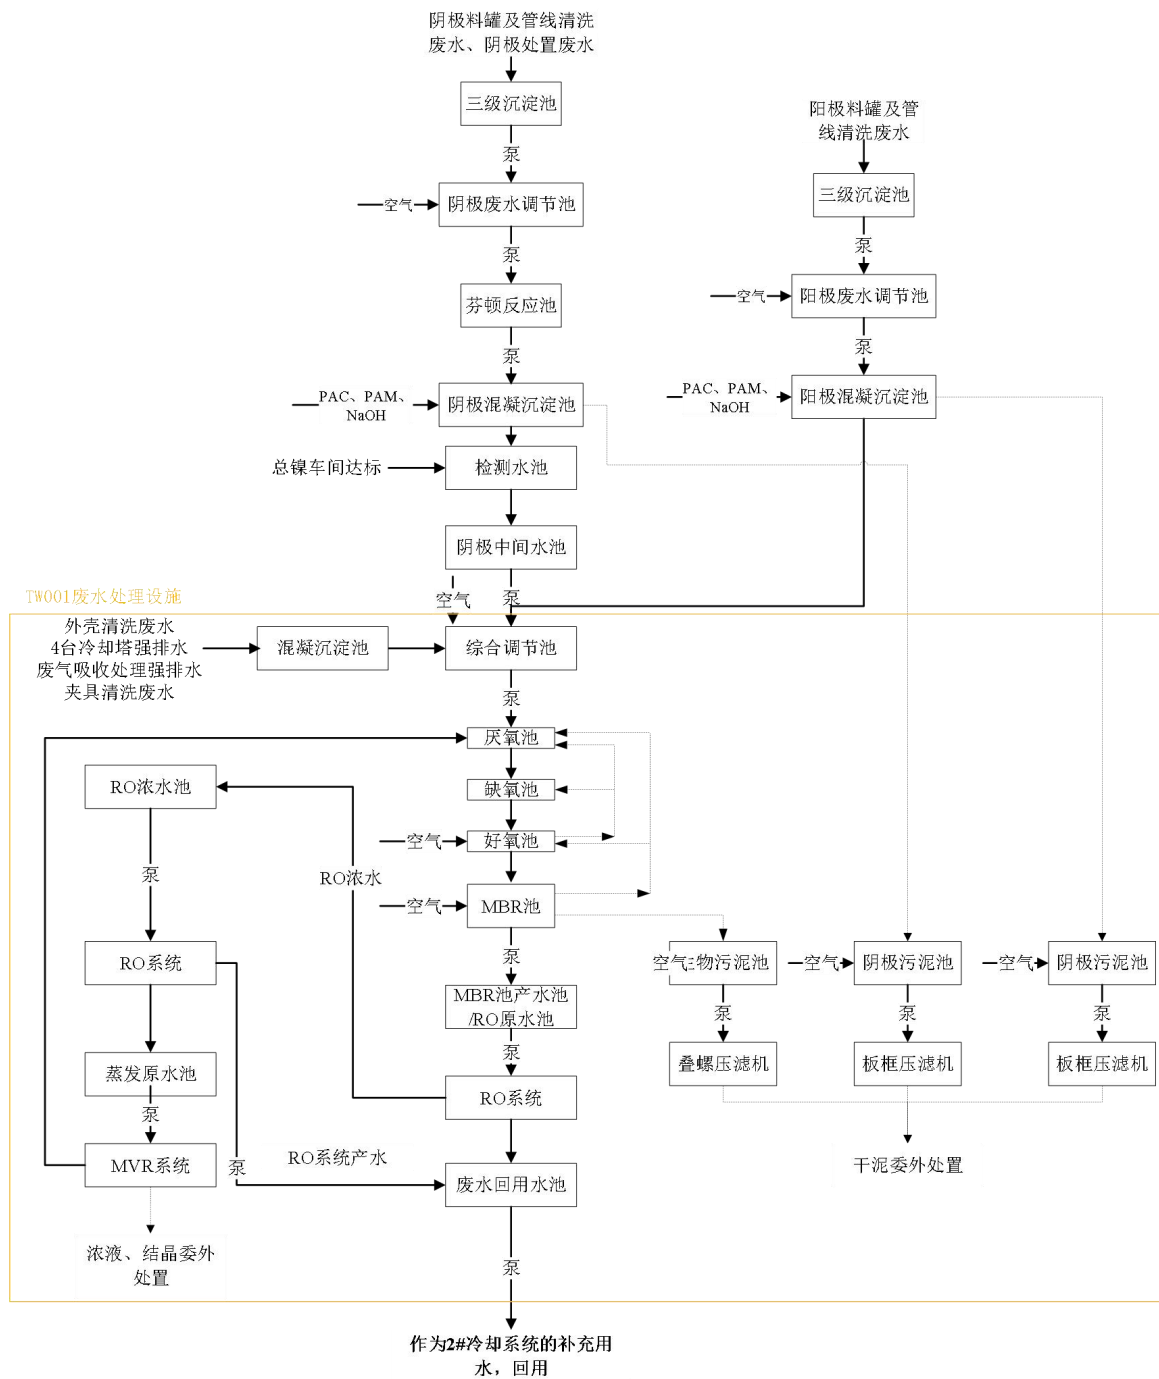 阴极料罐及管线清洗
废水、阴极处置废水
三级沉淀池
泵
空气
阴极废水调节池
泵
芬顿反应池
泵
PAC、PAM、
NaOH
阴极混凝沉淀池
总镍车间达标
检测水池
阴极中间水池
空气
泵
阳极料罐及管
线清洗废水
三级沉淀池
泵
空气
阳极废水调节池
泵
PAC、PAM、
NaOH
阳极混凝沉淀池
TW001废水处理设施
外壳清洗废水
4台冷却塔强排水
废气吸收处理强排水
夹具清洗废水
混凝沉淀池
综合调节池
泵
厌氧池
缺氧池
空气
好氧池
空气
MBR池
泵
MBR池产水池
/RO原水池
泵
RO系统
RO浓水
RO浓水池
泵
RO系统
蒸发原水池
泵
MVR系统
浓液、结晶委外
处置
泵
RO系统产水
废水回用水池
泵
空气
物污泥池
泵
叠螺压滤机
空气
阴极污泥池
泵
板框压滤机
空气
阴极污泥池
泵
板框压滤机
干泥委外处置
作为2#冷却系统的补充用
水，回用